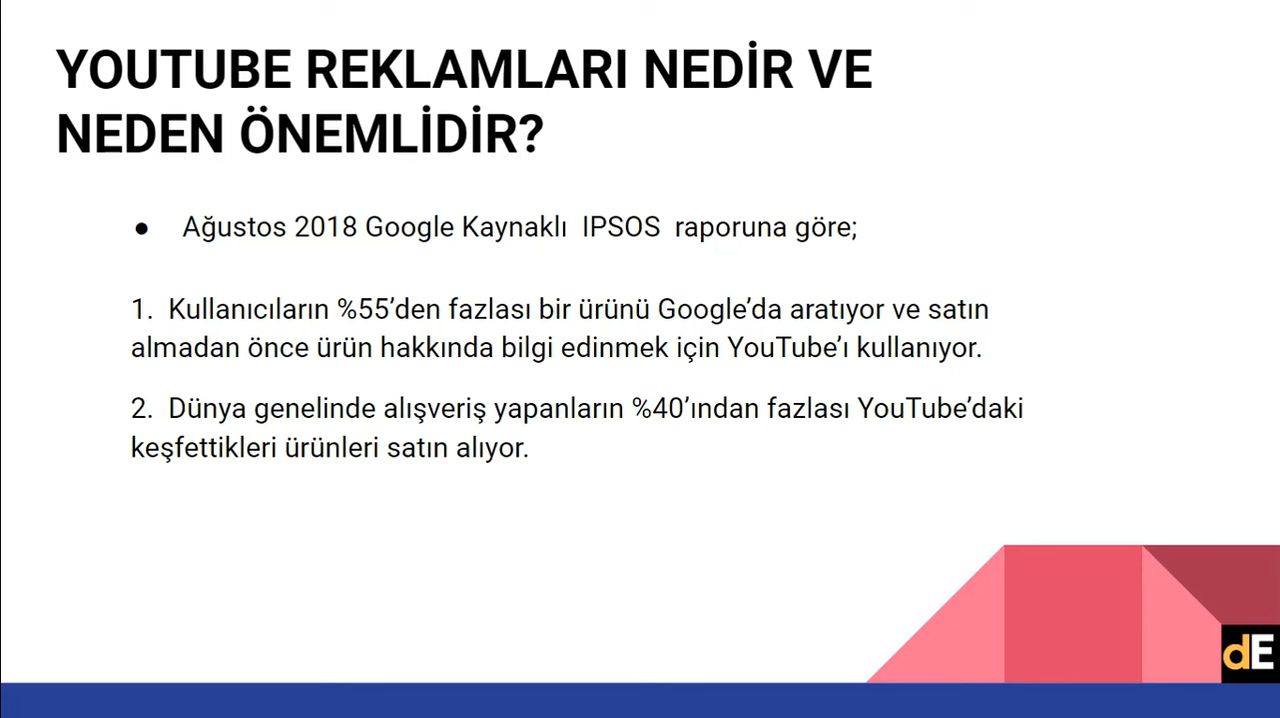 YOUTUBE REKLAMLARI NEDİR VE
NEDEN ÖNEMLİDİR?
● Ağustos 2018 Google Kaynaklı IPSOS raporuna göre;
1. Kullanıcıların %55’den fazlası bir ürünü Google’da aratıyor ve satın
almadan önce ürün hakkında bilgi edinmek için YouTube’ı kullanıyor.
2. Dünya genelinde alışveriş yapanların %40’ından fazlası YouTube’daki
keşfettikleri ürünleri satın alıyor.
dE